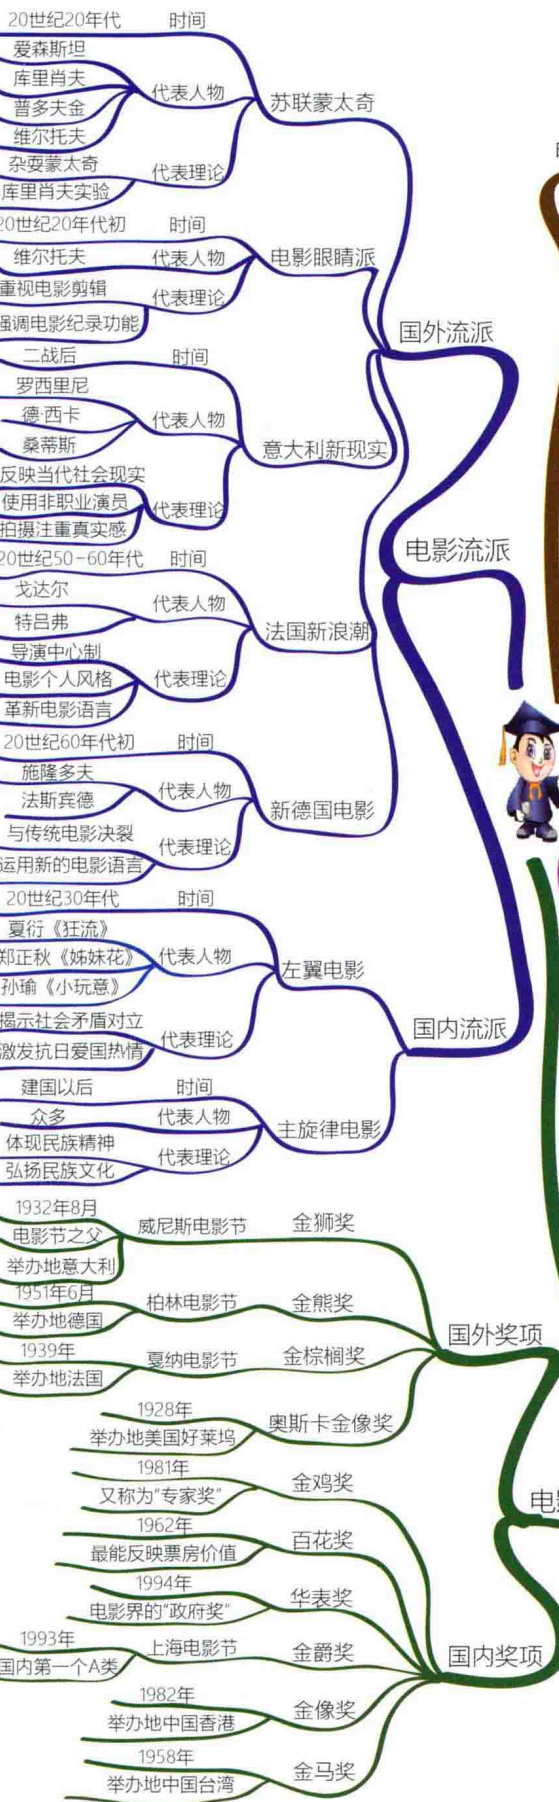 20世纪20年代 时间
爱森斯坦
库里肖夫
普多夫金
维尔托夫
代表人物
杂耍蒙太奇
库里肖夫实验
代表理论
苏联蒙太奇
20世纪20年代初 时间
维尔托夫 代表人物
重视电影剪辑
强调电影纪录功能
代表理论
电影眼睛派
二战后 时间
罗西里尼
德·西卡
桑蒂斯
代表人物
反映当代社会现实
使用非职业演员
拍摄注重真实感
代表理论
意大利新现实
20世纪50-60年代 时间
戈达尔
特吕弗
代表人物
导演中心制
电影个人风格
革新电影语言
代表理论
法国新浪潮
20世纪60年代初 时间
施隆多夫
法斯宾德
代表人物
与传统电影决裂
运用新的电影语言
代表理论
新德国电影
国外流派
电影流派
20世纪30年代 时间
夏衍《狂流》
郑正秋《姊妹花》
孙瑜《小玩意》
代表人物
揭示社会矛盾对立
激发抗日爱国热情
代表理论
左翼电影
建国以后 时间
众多 代表人物
体现民族精神
弘扬民族文化
代表理论
主旋律电影
国内流派
1932年8月
电影节之父
举办地意大利
威尼斯电影节 金狮奖
1951年6月
举办地德国
柏林电影节 金熊奖
1939年
举办地法国
戛纳电影节 金棕榈奖
1928年
举办地美国好莱坞
奥斯卡金像奖
国外奖项
1981年
又称为“专家奖”
金鸡奖
1962年
最能反映票房价值
百花奖
1994年
电影界的“政府奖”
华表奖
1993年
国内第一个A类
上海电影节 金爵奖
1982年
举办地中国香港
金像奖
1958年
举办地中国台湾
金马奖
国内奖项
电